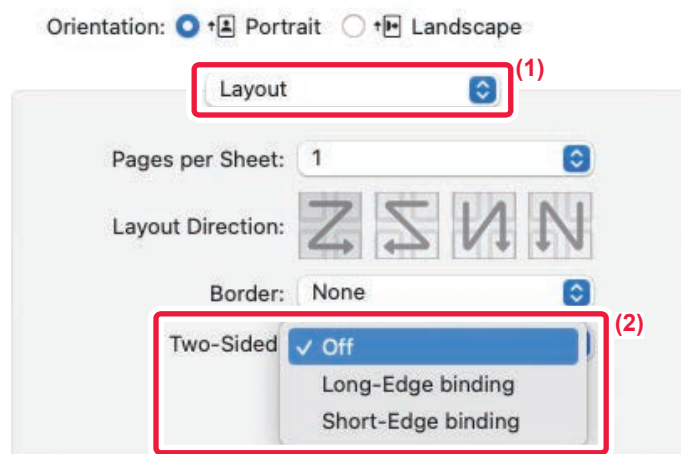 Orientation: Portrait Landscape
(1)
Layout
Pages per Sheet: 1
Layout Direction:
Border: None
(2)
Two-Sided ✓ Off
Long-Edge binding
Short-Edge binding